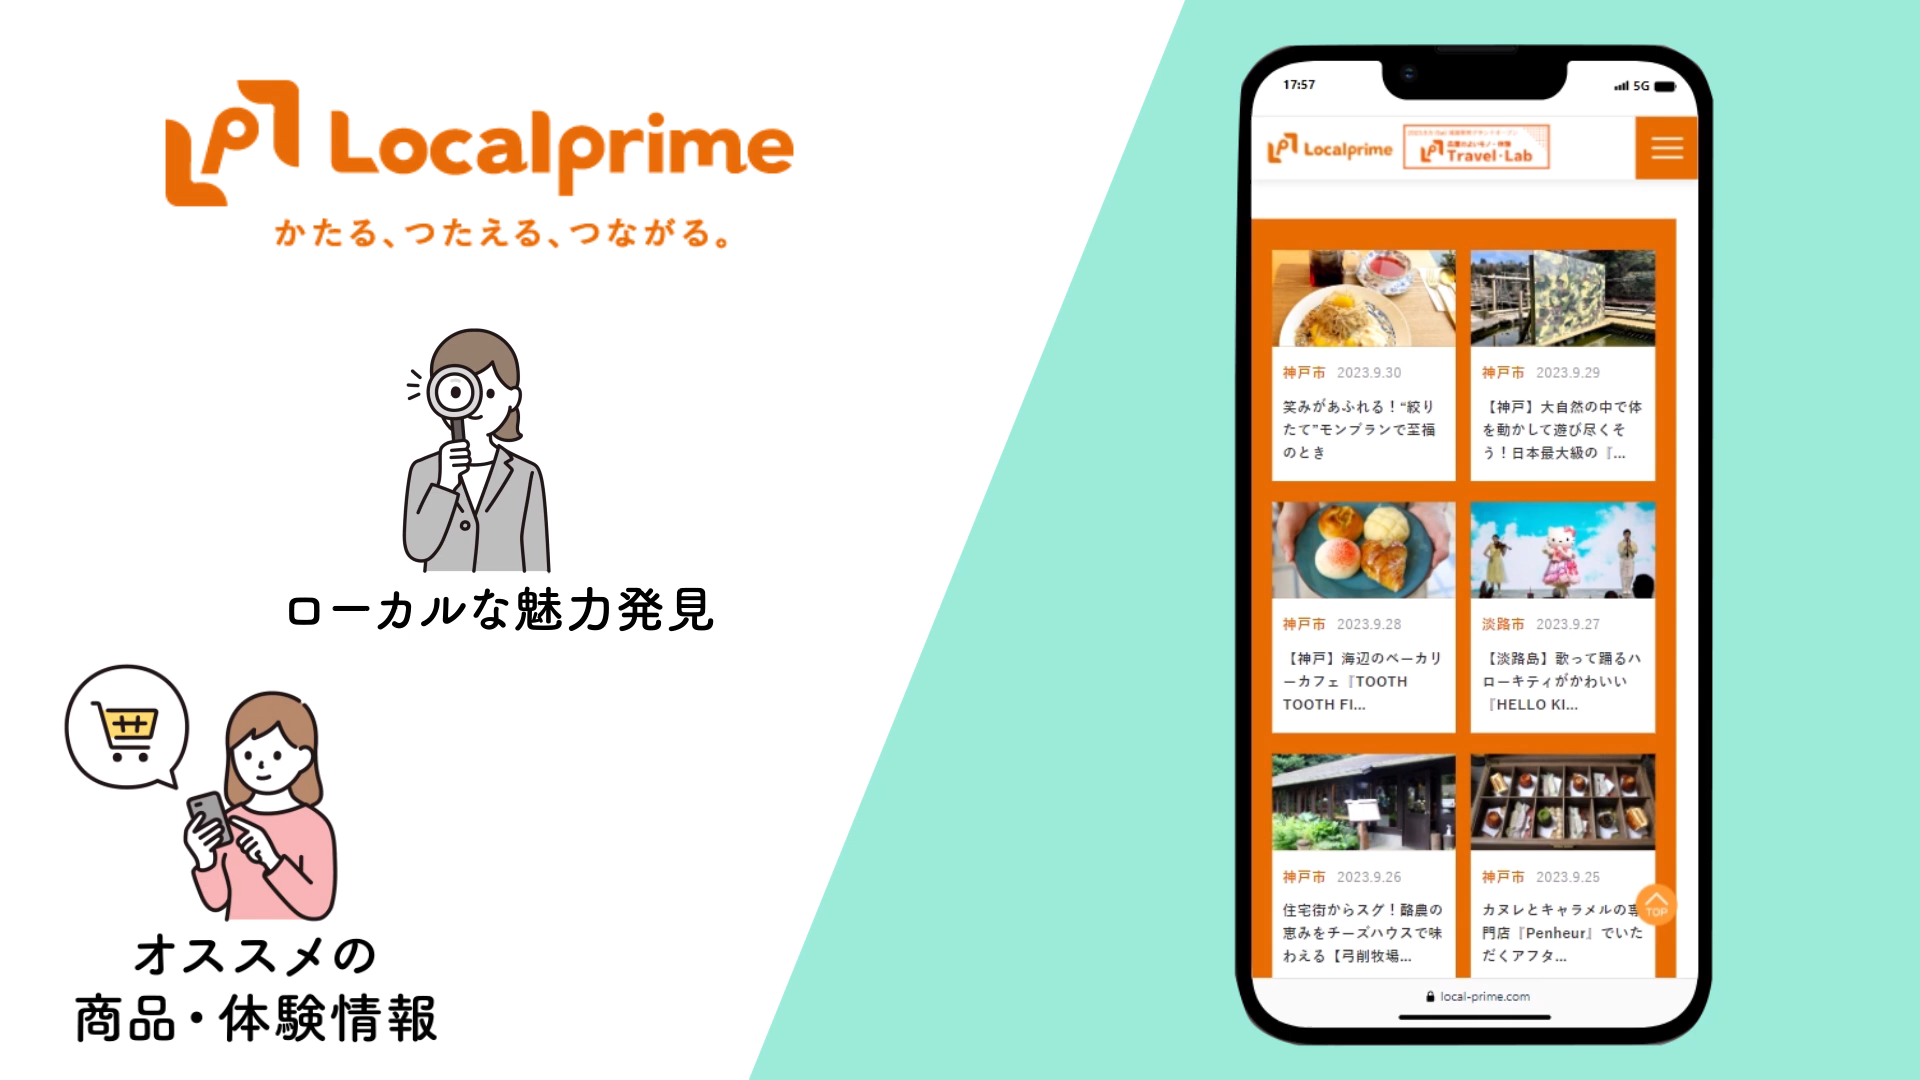 Localprime
かたる、つたえる、つながる。
ローカルな魅力発見
オススメの
商品・体験情報
17:57
5G
Localprime
Travel・Lab
神戸市 2023.9.30
笑みがあふれる！“絞り
たて”モンブランで至福
のとき
神戸市 2023.9.29
【神戸】大自然の中で体
を動かして遊び尽くそ
う！日本最大級の『...
神戸市 2023.9.28
【神戸】海辺のベーカリ
ーカフェ『TOOTH
TOOTH FI...
淡路市 2023.9.27
【淡路島】歌って踊るハ
ローキティがかわいい
『HELLO KI...
神戸市 2023.9.26
住宅街からスグ！酪農の
恵みをチーズハウスで味
わえる【弓削牧場...
神戸市 2023.9.25
カヌレとキャラメルの専
門店『Penheur』でいた
だくアフタ...
TOP
local-prime.com